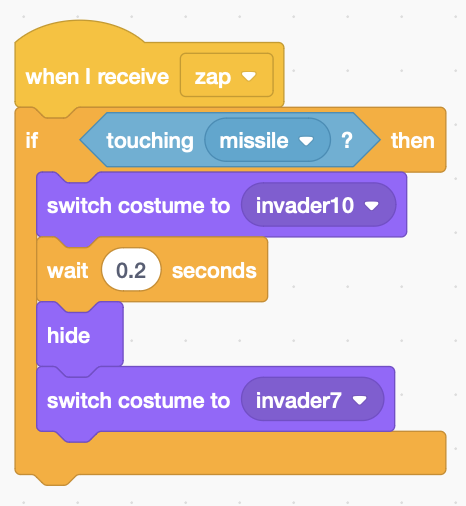 when I receive zap
if touching missile ? then
switch costume to invader10
wait 0.2 seconds
hide
switch costume to invader7